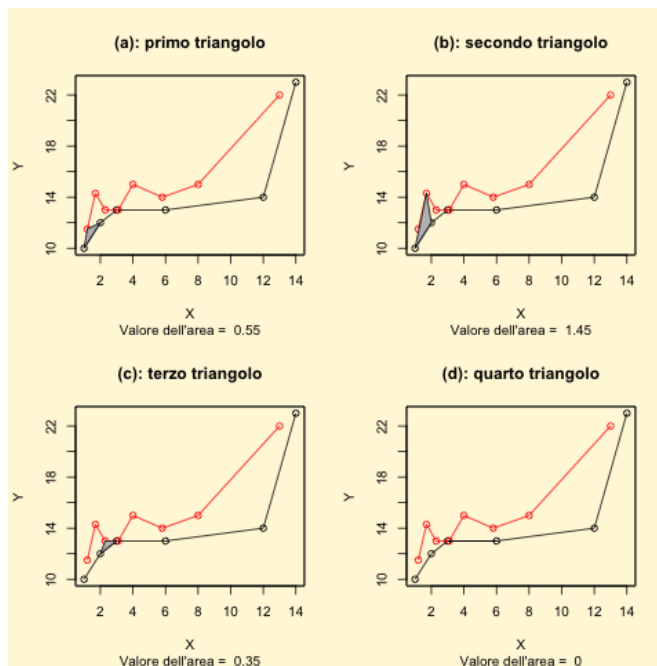 (a): primo triangolo
Y
10 14 18 22
2 4 6 8 10 12 14
X
Valore dell'area = 0.55
(b): secondo triangolo
Y
10 14 18 22
2 4 6 8 10 12 14
X
Valore dell'area = 1.45
(c): terzo triangolo
Y
10 14 18 22
2 4 6 8 10 12 14
X
Valore dell'area = 0.35
(d): quarto triangolo
Y
10 14 18 22
2 4 6 8 10 12 14
X
Valore dell'area = 0